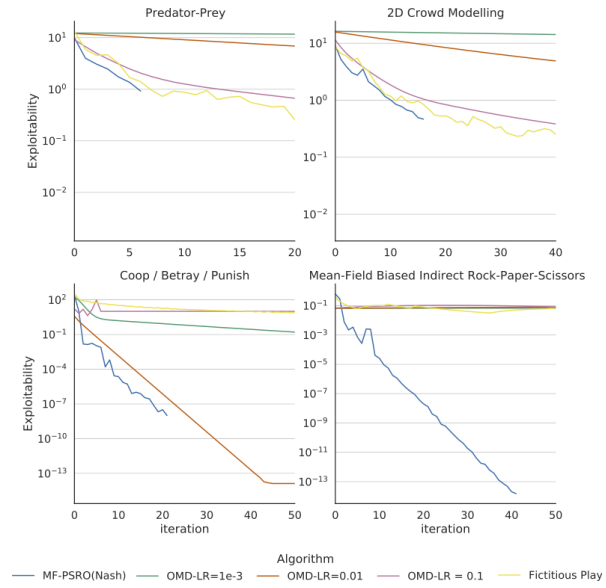 Predator-Prey
2D Crowd Modelling
Exploitability
10^1
10^0
10^-1
10^-2
0 5 10 15 20
10^1
10^0
10^-1
10^-2
0 10 20 30 40
Coop / Betray / Punish
Mean-Field Biased Indirect Rock-Paper-Scissors
Exploitability
10^2
10^-1
10^-4
10^-7
10^-10
10^-13
0 10 20 30 40 50
iteration
10^-1
10^-3
10^-5
10^-7
10^-9
10^-11
10^-13
0 10 20 30 40 50
iteration
Algorithm
MF-PSRO(Nash) OMD-LR=1e-3 OMD-LR=0.01 OMD-LR = 0.1 Fictitious Play